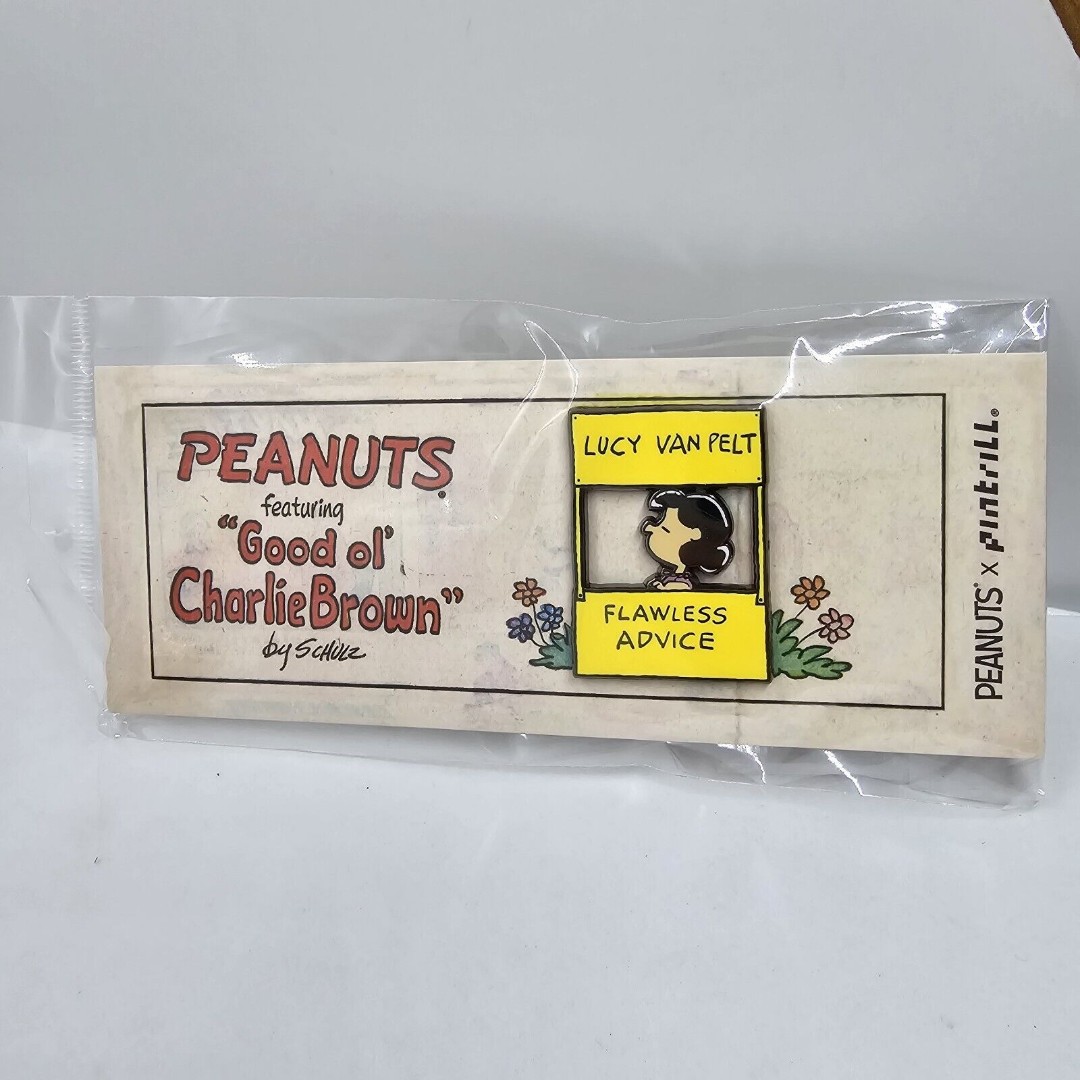 PEANUTS®
featuring
"Good ol'
Charlie Brown"
by SCHULZ
LUCY VAN PELT
FLAWLESS
ADVICE
PEANUTS® x PINTRILL®